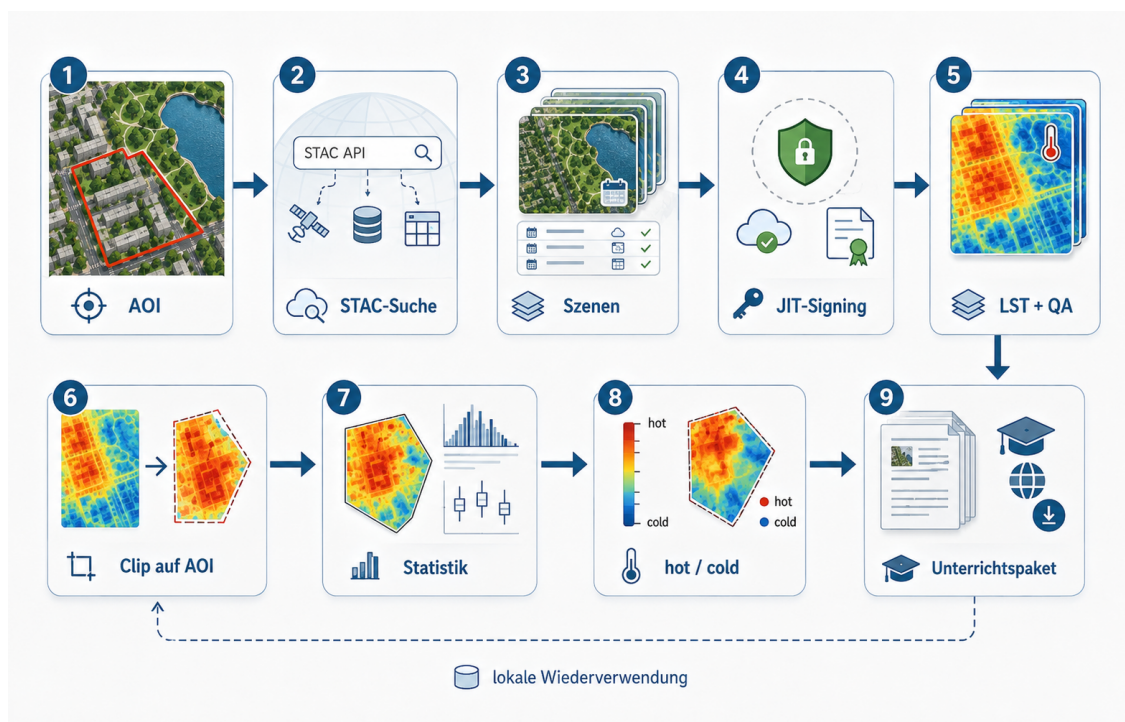 1
AOI
2
STAC API
STAC-Suche
3
Szenen
4
JIT-Signing
5
LST + QA
6
Clip auf AOI
7
Statistik
8
hot
cold
hot
cold
hot / cold
9
Unterrichtspaket
lokale Wiederverwendung